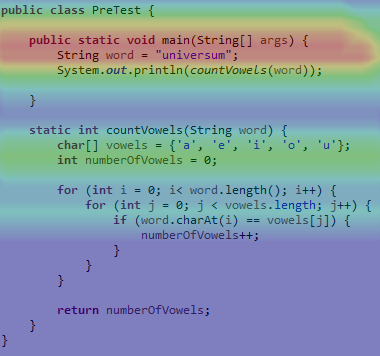 public class PreTest {
public static void main(String[] args) {
String word = "universum";
System.out.println(countVowels(word));
}
static int countVowels(String word) {
char[] vowels = {'a', 'e', 'i', 'o', 'u'};
int numberOfVowels = 0;
for (int i = 0; i< word.length(); i++) {
for (int j = 0; j < vowels.length; j++) {
if (word.charAt(i) == vowels[j]) {
numberOfVowels++;
}
}
}
return numberOfVowels;
}
}